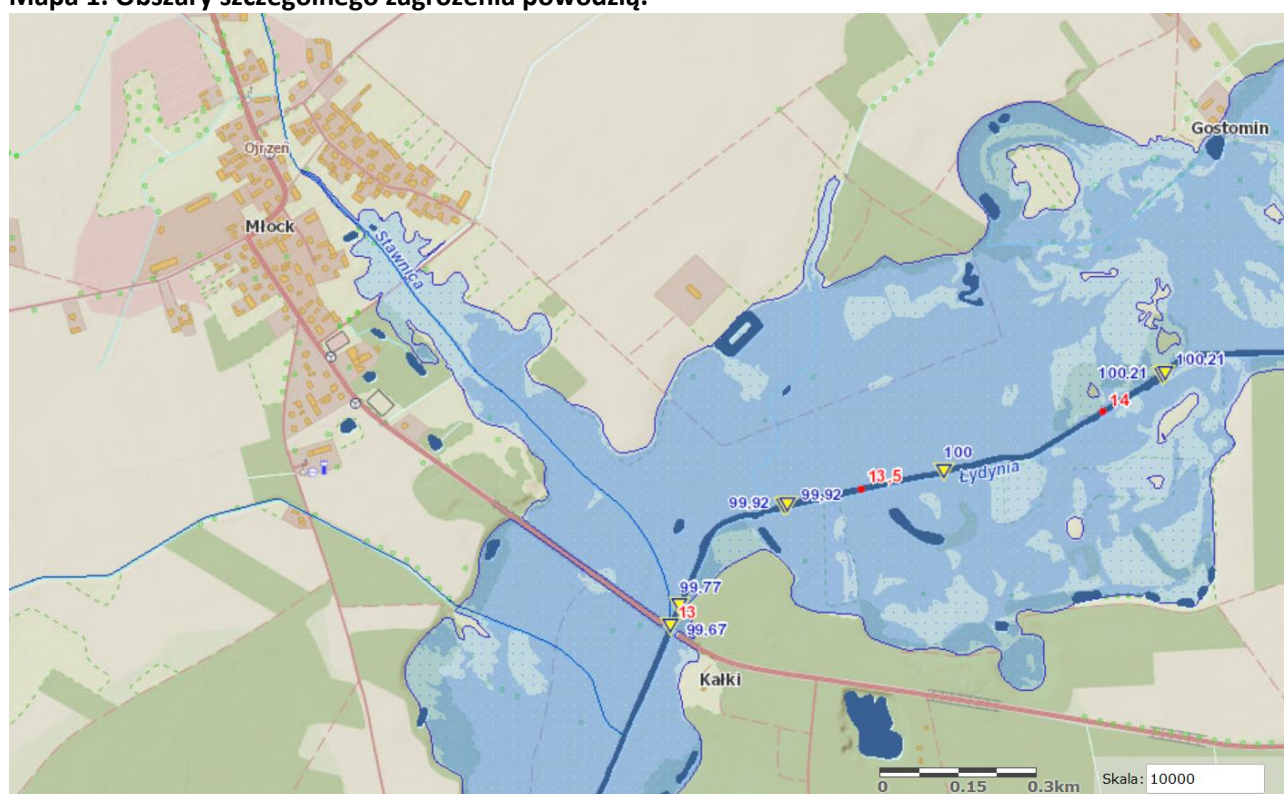 Mapa 1. Obszary szczególnego zagrożenia powodzią.
Gostomin
Ojrzeń
Młock
Stawnica
100.21
100.21
14
100
Łydynia
13.5
99.92
99.92
99.77
13
99.67
Kałki
0
0.15
0.3km
Skala: 10000